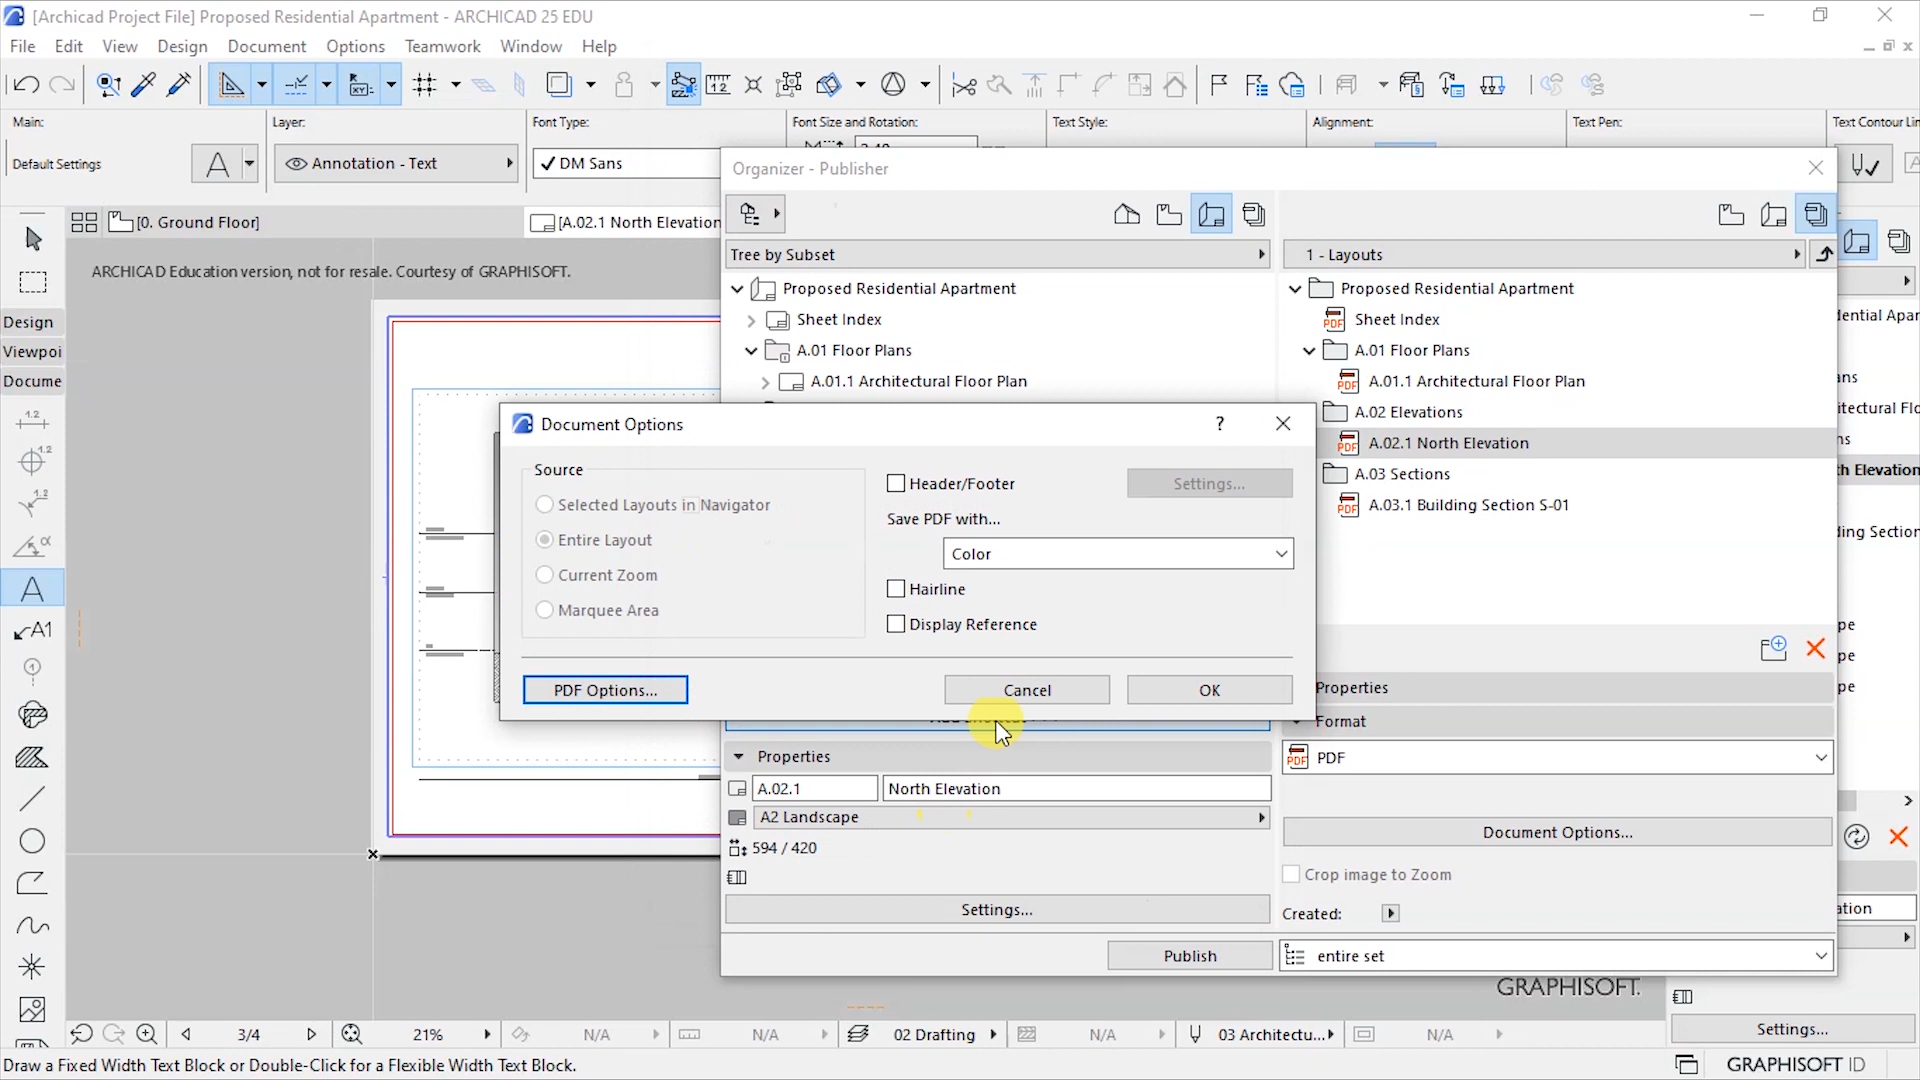 [Archicad Project File] Proposed Residential Apartment - ARCHICAD 25 EDU
File Edit View Design Document Options Teamwork Window Help
Main: Layer: Font Type: Font Size and Rotation: Text Style: Alignment: Text Pen: Text Contour Lin
Default Settings
Annotation - Text
DM Sans
Organizer - Publisher
[0. Ground Floor]
[A.02.1 North Elevation
ARCHICAD Education version, not for resale. Courtesy of GRAPHISOFT.
Tree by Subset
1 - Layouts
Proposed Residential Apartment
Sheet Index
A.01 Floor Plans
A.01.1 Architectural Floor Plan
Proposed Residential Apartment
Sheet Index
A.01 Floor Plans
A.01.1 Architectural Floor Plan
A.02 Elevations
A.02.1 North Elevation
A.03 Sections
A.03.1 Building Section S-01
Design
Viewpoi
Docume
Document Options
Source
Selected Layouts in Navigator
Entire Layout
Current Zoom
Marquee Area
Header/Footer
Settings...
Save PDF with...
Color
Hairline
Display Reference
PDF Options...
Cancel
OK
Properties
A.02.1
North Elevation
A2 Landscape
594 / 420
Settings...
Properties
Format
PDF
Document Options...
Crop image to Zoom
Created:
Publish
entire set
GRAPHISOFT.
Settings...
3/4
21%
N/A
N/A
02 Drafting
N/A
03 Architectu...
N/A
Draw a Fixed Width Text Block or Double-Click for a Flexible Width Text Block.
GRAPHISOFT ID